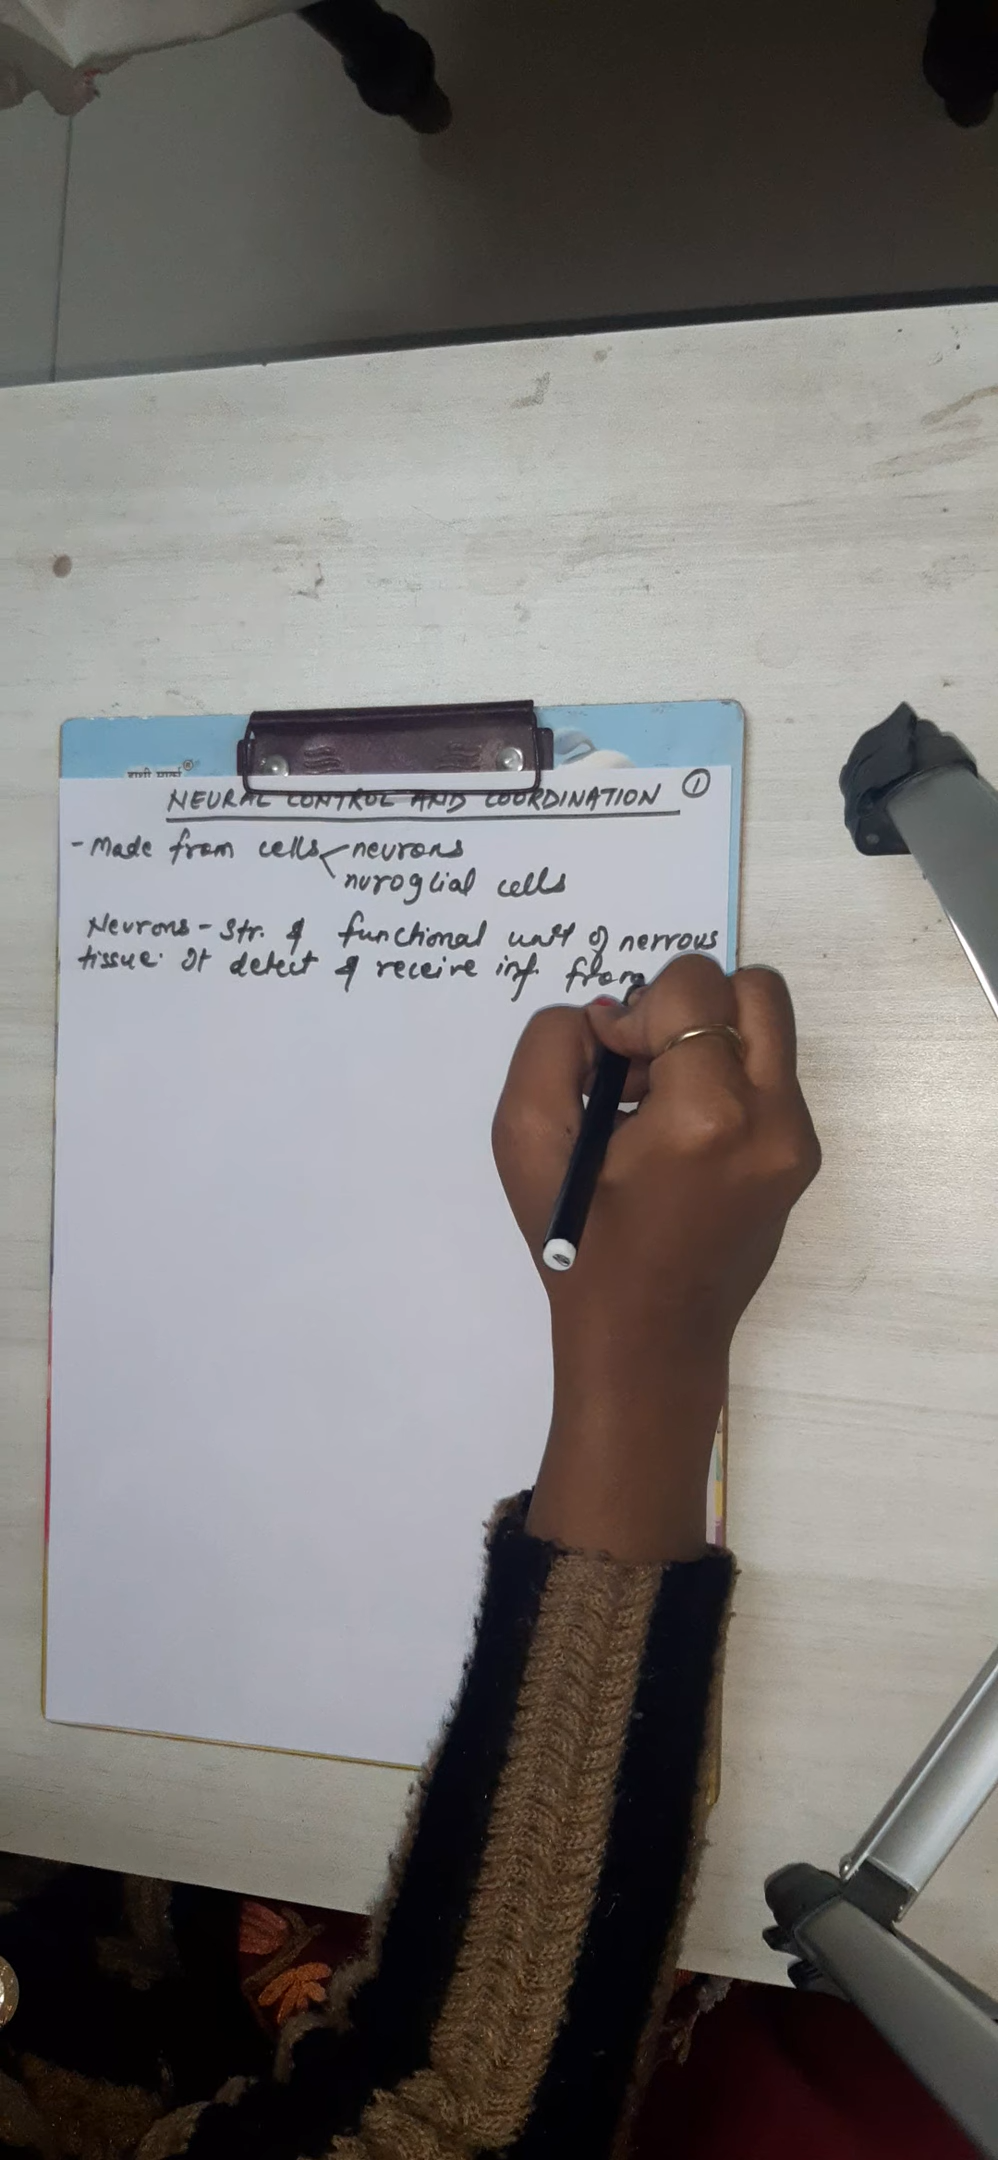 NEURAL CONTROL AND COORDINATION ①
- Made from cells neurons
nuroglial cells
Neurons - str. & functional unit of nervous
tissue. It detect & receive inf. from